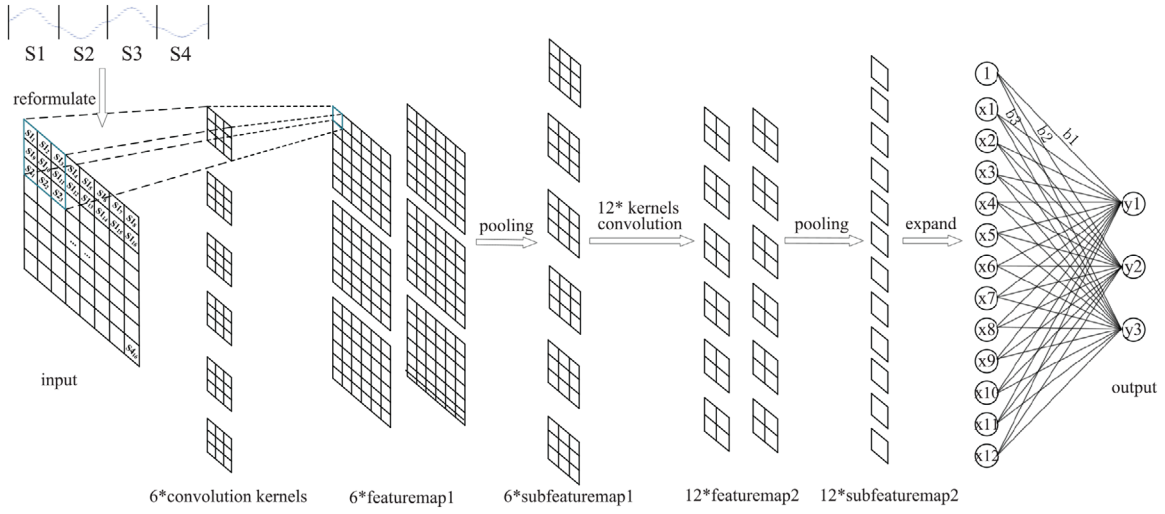 S1 S2 S3 S4
reformulate
...
...
input
6*convolution kernels
6*featuremap1
pooling
6*subfeaturemap1
12* kernels
convolution
12*featuremap2
pooling
12*subfeaturemap2
expand
1
x1
x2
x3
x4
x5
x6
x7
x8
x9
x10
x11
x12
b3
b2
b1
y1
y2
y3
output